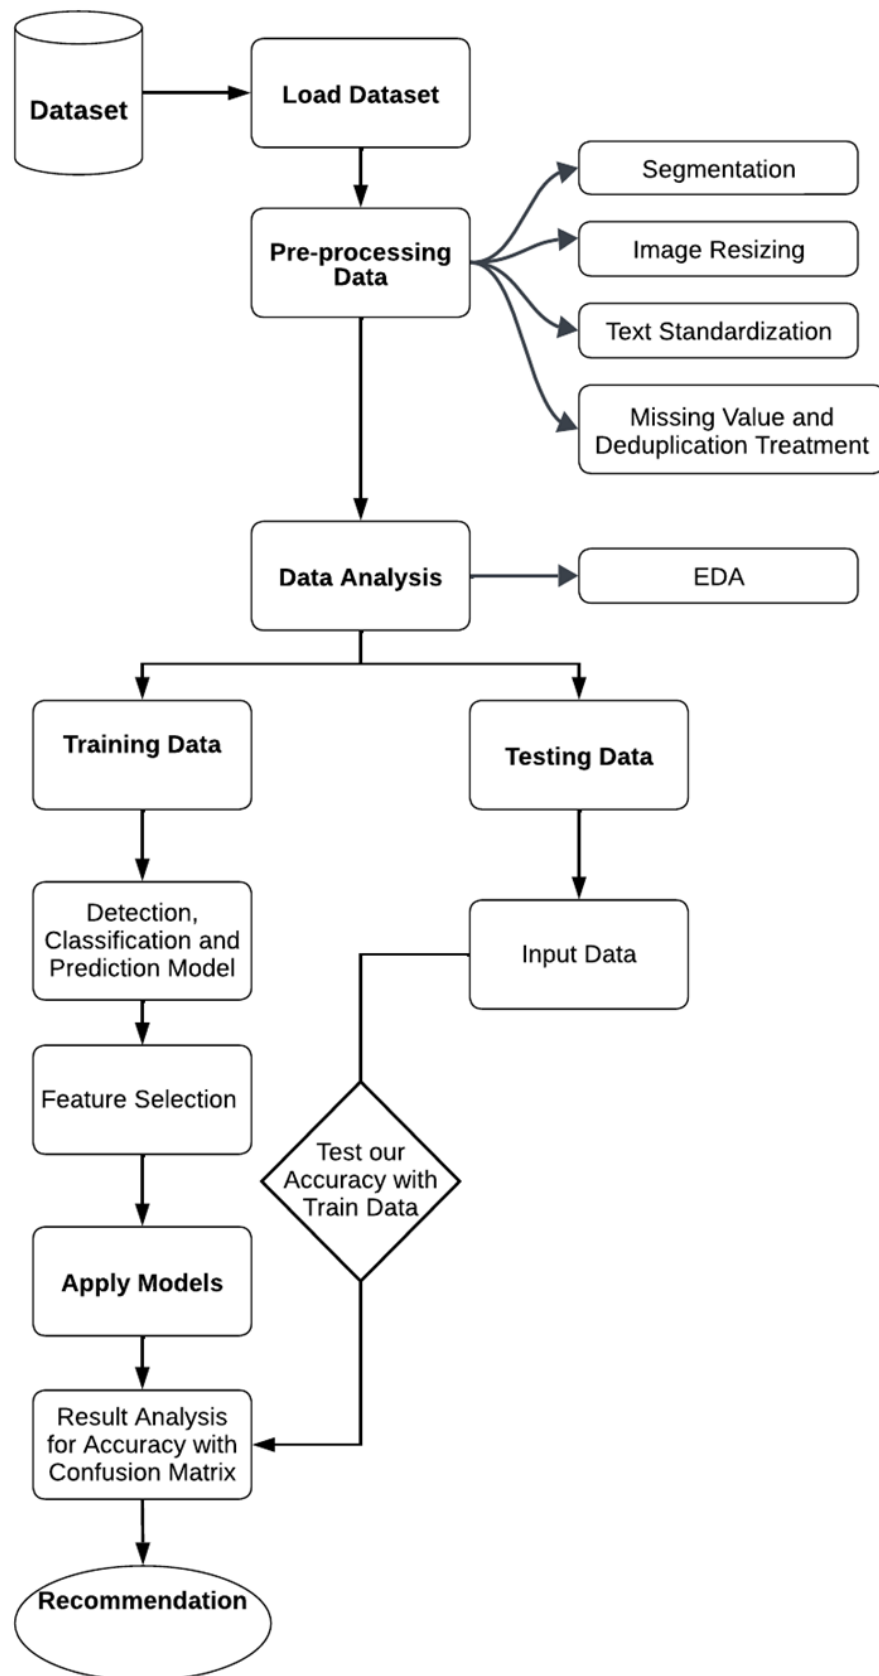 Dataset
Load Dataset
Pre-processing
Data
Segmentation
Image Resizing
Text Standardization
Missing Value and
Deduplication Treatment
Data Analysis
EDA
Training Data
Testing Data
Detection,
Classification and
Prediction Model
Input Data
Feature Selection
Test our
Accuracy with
Train Data
Apply Models
Result Analysis
for Accuracy with
Confusion Matrix
Recommendation